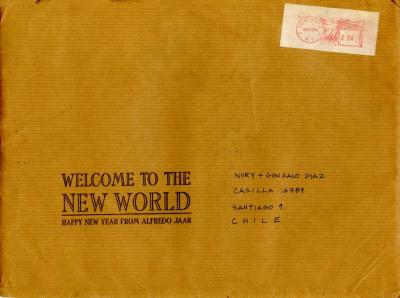 WELCOME TO THE
NEW WORLD
HAPPY NEW YEAR FROM ALFREDO JAAR
NURY + GONZALO DIAZ
CASILLA 16789
SANTIAGO 9
CHILE